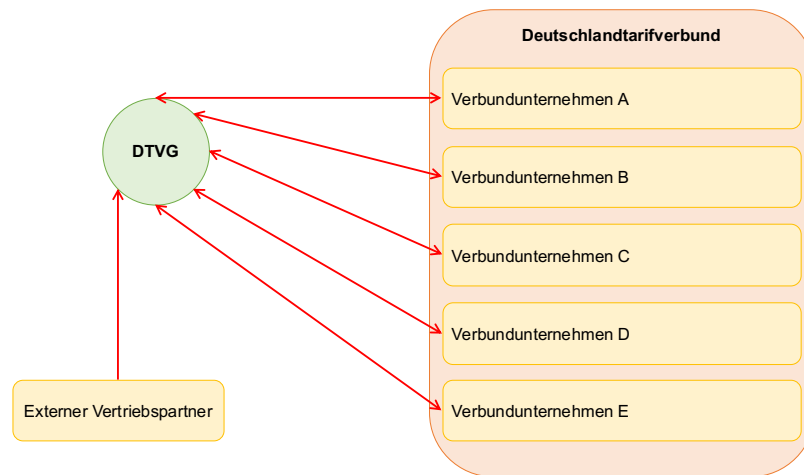 Deutschlandtarifverbund
Verbundunternehmen A
DTVG
Verbundunternehmen B
Verbundunternehmen C
Verbundunternehmen D
Externer Vertriebspartner
Verbundunternehmen E